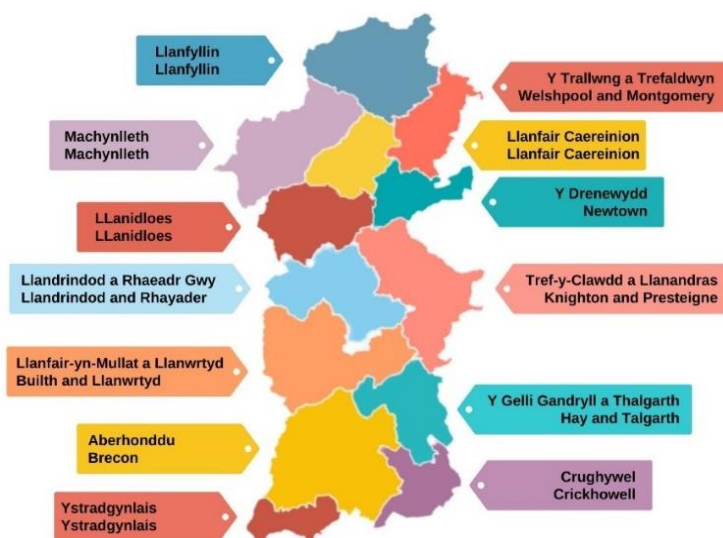 Llanfyllin
Llanfyllin
Y Trallwng a Trefaldwyn
Welshpool and Montgomery
Machynlleth
Machynlleth
Llanfair Caereinion
Llanfair Caereinion
LLanidloes
LLanidloes
Y Drenewydd
Newtown
Llandrindod a Rhaeadr Gwy
Llandrindod and Rhayader
Tref-y-Clawdd a Llanandras
Knighton and Presteigne
Llanfair-yn-Mullat a Llanwrtyd
Builth and Llanwrtyd
Y Gelli Gandryll a Thalgarth
Hay and Talgarth
Aberhonddu
Brecon
Crughywel
Crickhowell
Ystradgynlais
Ystradgynlais